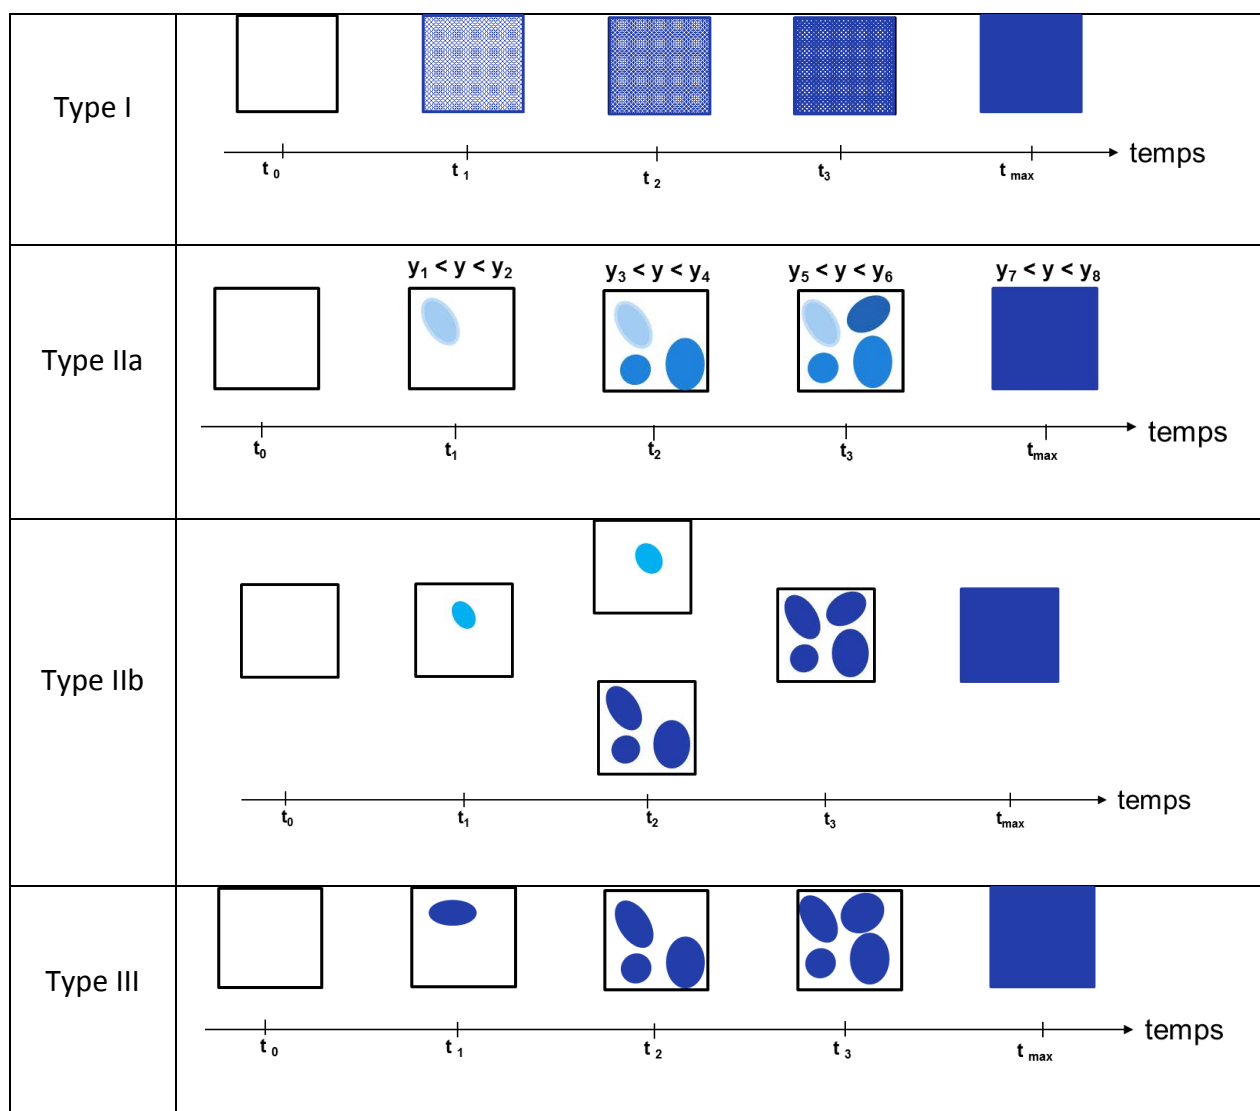 Type I
t 0 t 1 t 2 t3 t max temps
Type IIa
y1 < y < y2 y3 < y < y4 y5 < y < y6 y7 < y < y8
t0 t1 t2 t3 tmax temps
Type IIb
t0 t1 t2 t3 tmax temps
Type III
t 0 t 1 t 2 t 3 t max temps